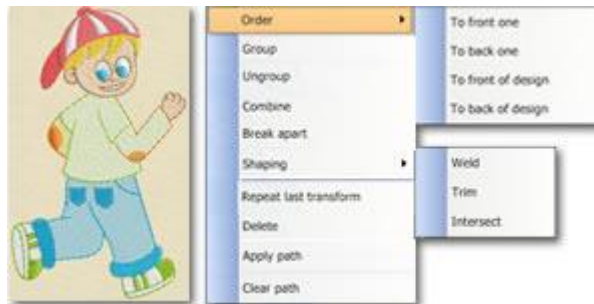 Order
Group
Ungroup
Combine
Break apart
Shaping
Repeat last transform
Delete
Apply path
Clear path
To front one
To back one
To front of design
To back of design
Weld
Trim
Intersect